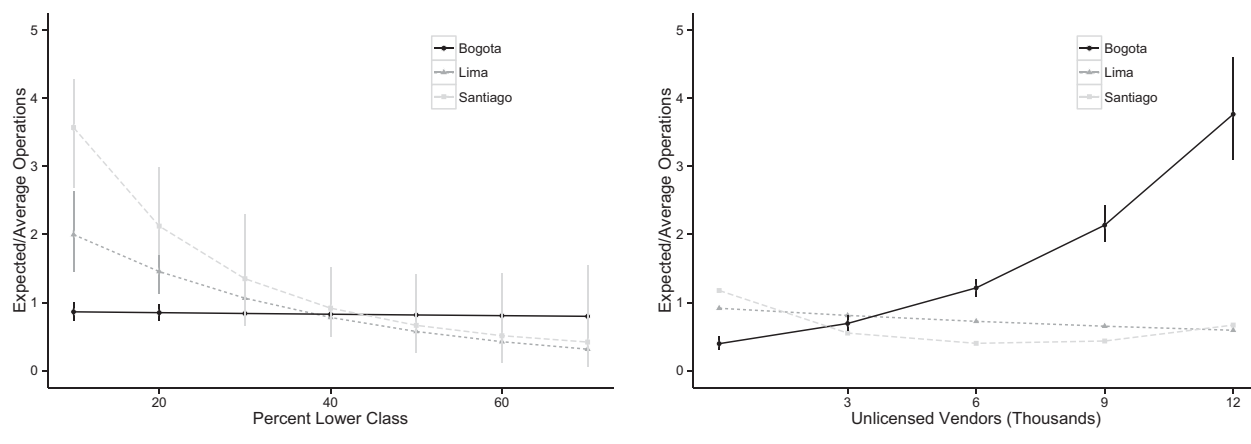 Expected/Average Operations
5
4
3
2
1
0
Bogota
Lima
Santiago
20
40
60
Percent Lower Class
Expected/Average Operations
5
4
3
2
1
0
Bogota
Lima
Santiago
3
6
9
12
Unlicensed Vendors (Thousands)